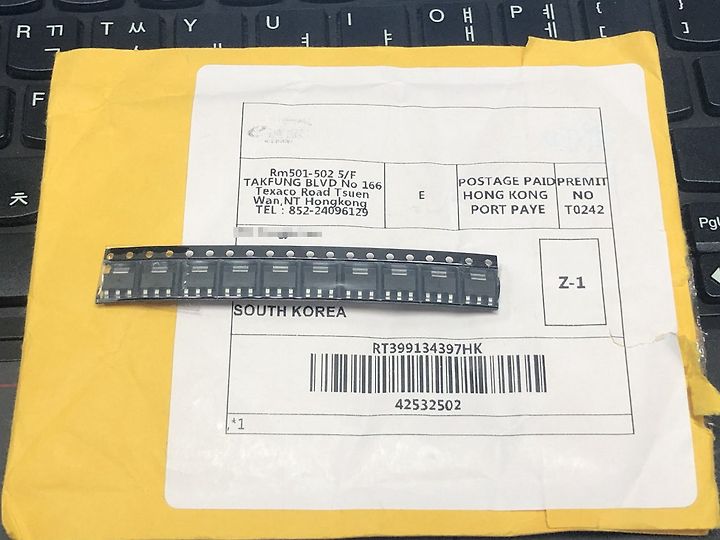 R ㄲ
T ㅆ
Y
U
I
O ㅒ
P ㅖ
[
F
ㅊ
Rm501-502 5/F
TAKFUNG BLVD No 166
Texaco Road Tsuen
Wan,NT Hongkong
TEL : 852-24096129
E
POSTAGE PAID
HONG KONG
PORT PAYE
PREMIT
NO
T0242
Z-1
SOUTH KOREA
RT399134397HK
42532502
,*1